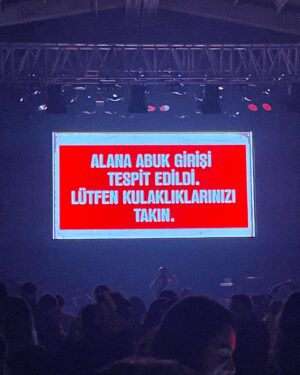 ALANA ABUK GİRİŞİ
TESPİT EDİLDİ.
LÜTFEN KULAKLIKLARINIZI
TAKIN.